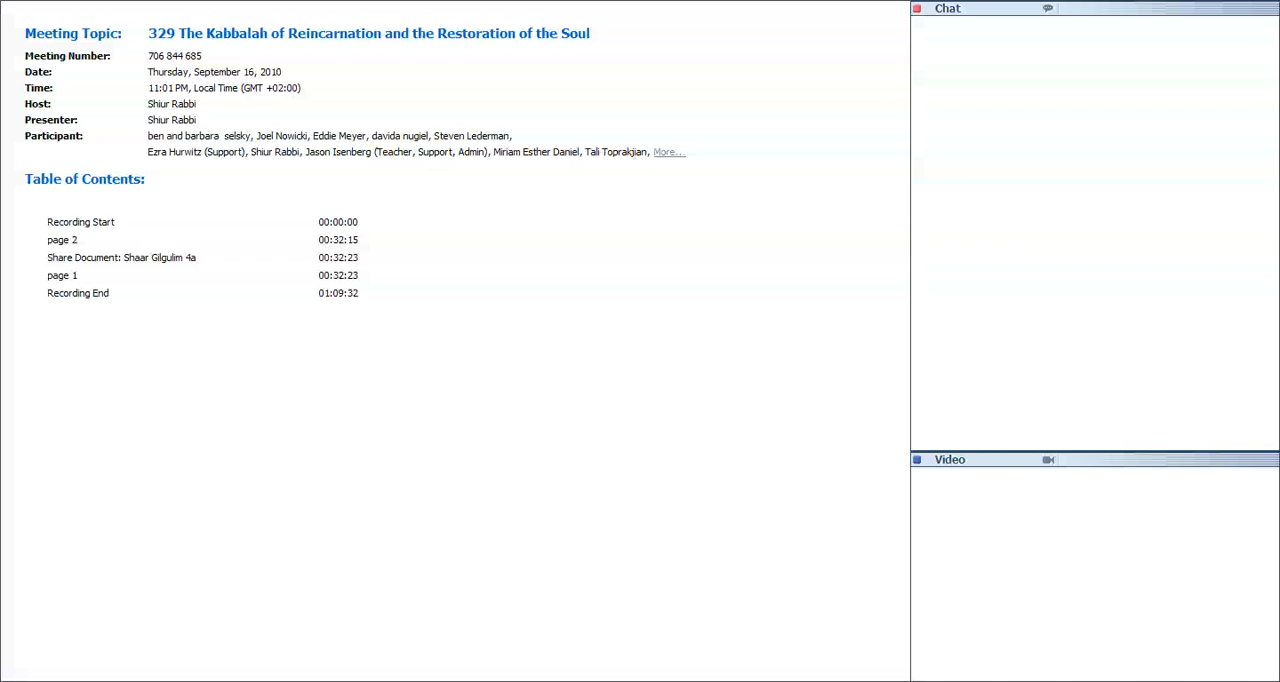 Meeting Topic: 329 The Kabbalah of Reincarnation and the Restoration of the Soul
Meeting Number: 706 844 685
Date: Thursday, September 16, 2010
Time: 11:01 PM, Local Time (GMT +02:00)
Host: Shiur Rabbi
Presenter: Shiur Rabbi
Participant: ben and barbara selsky, Joel Nowicki, Eddie Meyer, davida nugiel, Steven Lederman,
Ezra Hurwitz (Support), Shiur Rabbi, Jason Isenberg (Teacher, Support, Admin), Miriam Esther Daniel, Tali Toprakjian, More...
Table of Contents:
Recording Start 00:00:00
page 2 00:32:15
Share Document: Shaar Gilgulim 4a 00:32:23
page 1 00:32:23
Recording End 01:09:32
Chat
Video